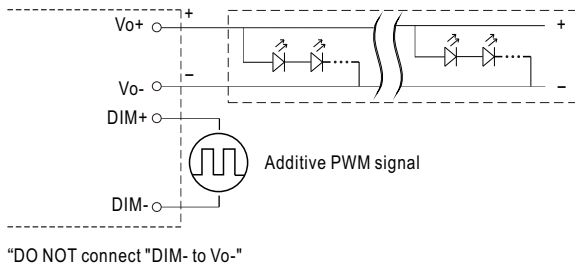 Vo+
+
+
Vo-
–
–
DIM+
Additive PWM signal
DIM-
“DO NOT connect "DIM- to Vo-"